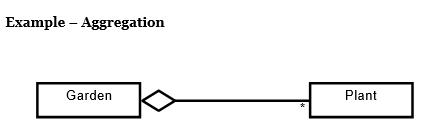 Example – Aggregation
Garden
Plant
*